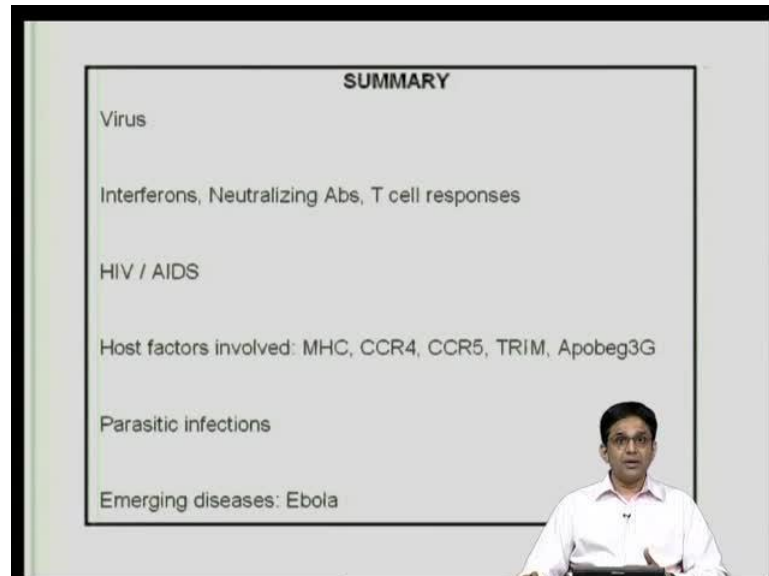 SUMMARY
Virus
Interferons, Neutralizing Abs, T cell responses
HIV / AIDS
Host factors involved: MHC, CCR4, CCR5, TRIM, Apobeg3G
Parasitic infections
Emerging diseases: Ebola